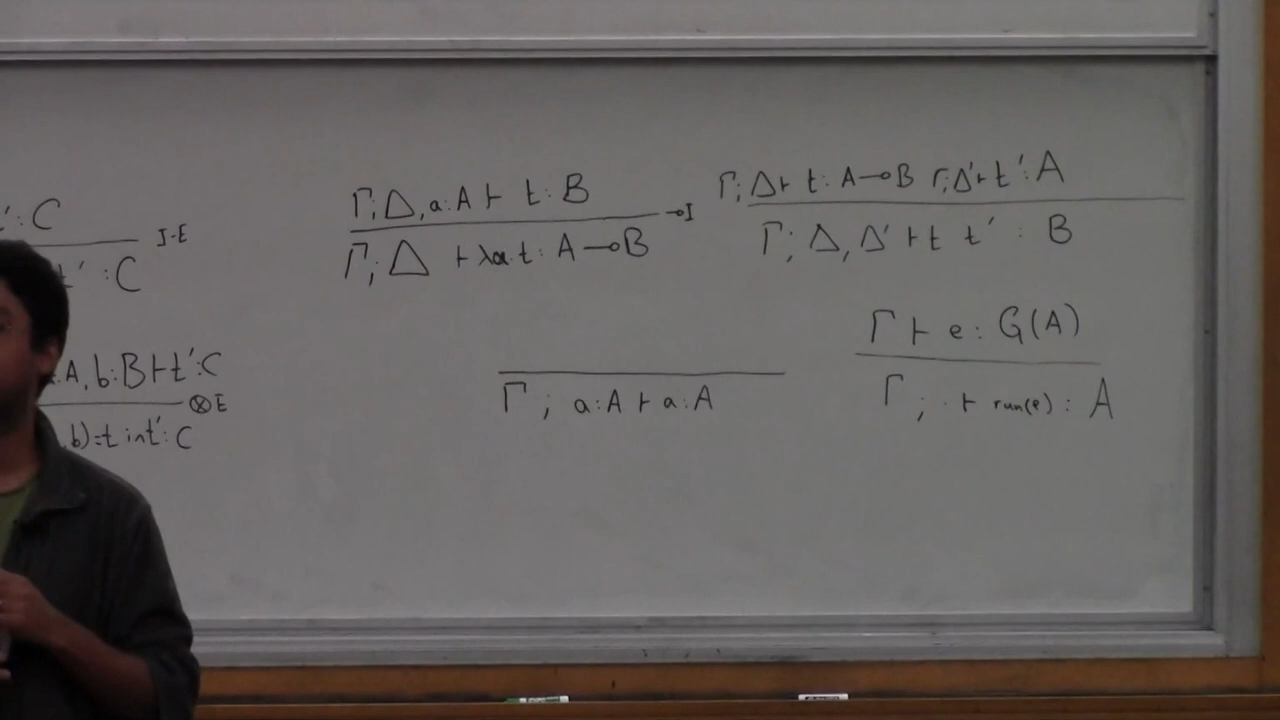 ′: C
I-E
t′ : C
: A, b: B ⊢ t′: C
⊗E
, b) = t in t′: C
Γ; Δ, a: A ⊢ t: B
⊸I
Γ; Δ ⊢ λa. t: A ⊸ B
Γ; Δ ⊢ t: A ⊸ B Γ; Δ′ ⊢ t′: A
Γ; Δ, Δ′ ⊢ t t′ : B
Γ ; a: A ⊢ a: A
Γ ⊢ e: G(A)
Γ ; · ⊢ run(e) : A